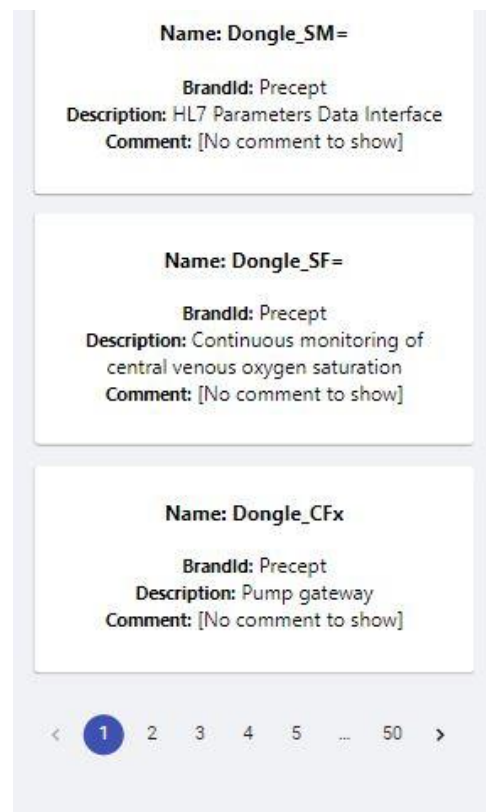 Name: Dongle_SM=
BrandId: Precept
Description: HL7 Parameters Data Interface
Comment: [No comment to show]
Name: Dongle_SF=
BrandId: Precept
Description: Continuous monitoring of
central venous oxygen saturation
Comment: [No comment to show]
Name: Dongle_CFx
BrandId: Precept
Description: Pump gateway
Comment: [No comment to show]
< 1 2 3 4 5 ... 50 >